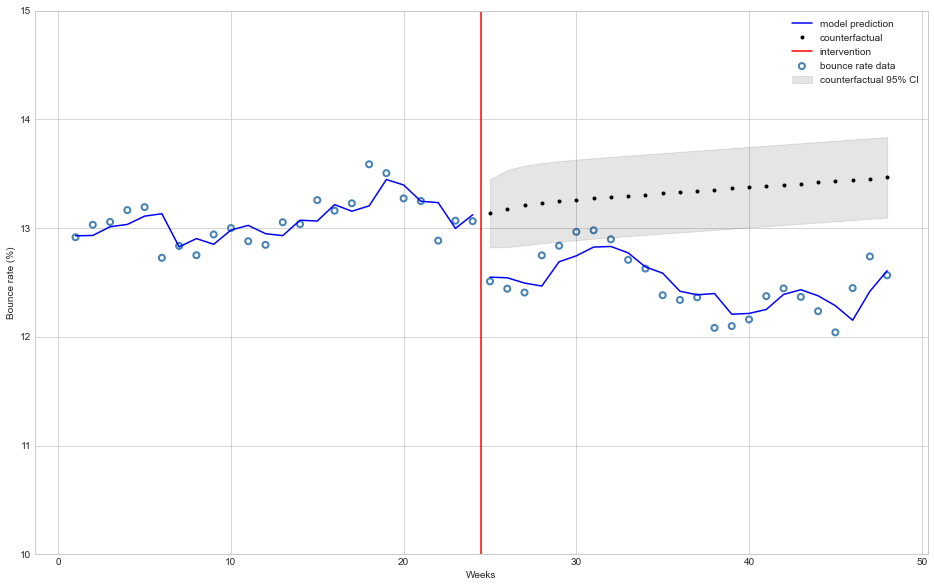 15
14
13
12
11
10
Bounce rate (%)
0
10
20
30
40
50
Weeks
model prediction
counterfactual
intervention
bounce rate data
counterfactual 95% CI